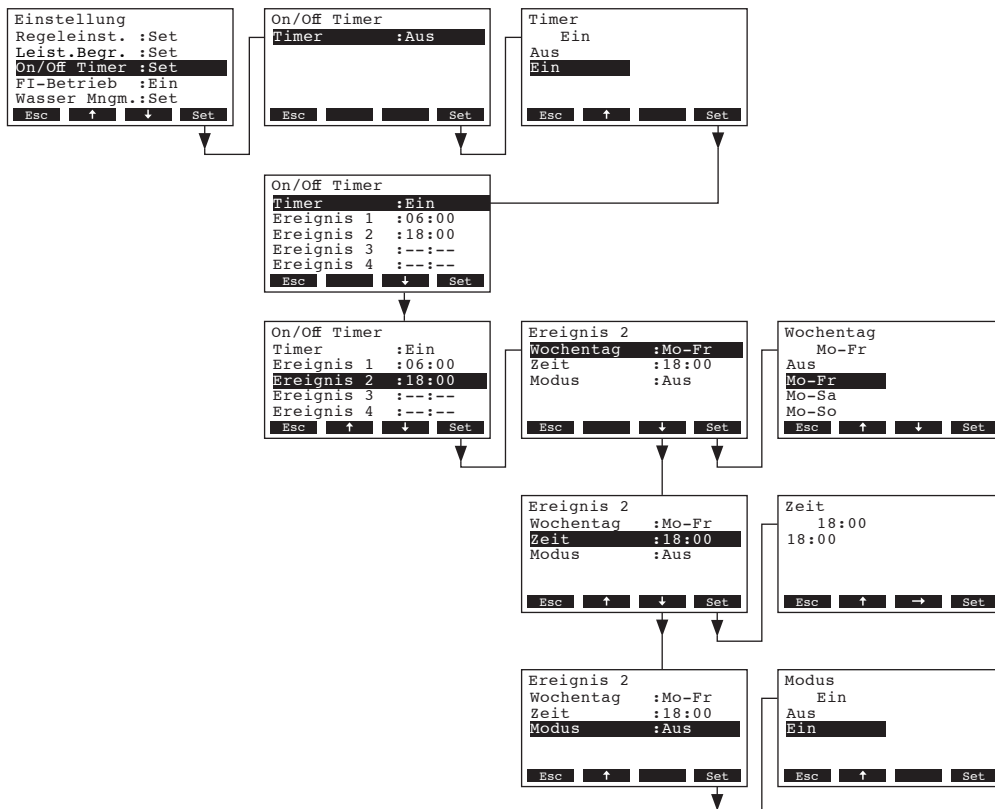 Einstellung
Regeleinst. :Set
Leist.Begr. :Set
On/Off Timer :Set
FI-Betrieb :Ein
Wasser Mngm.:Set
Esc ↑ ↓ Set
On/Off Timer
Timer :Aus
Esc Set
Timer
Ein
Aus
Ein
Esc ↑ Set
On/Off Timer
Timer :Ein
Ereignis 1 :06:00
Ereignis 2 :18:00
Ereignis 3 :--:--
Ereignis 4 :--:--
Esc ↓ Set
On/Off Timer
Timer :Ein
Ereignis 1 :06:00
Ereignis 2 :18:00
Ereignis 3 :--:--
Ereignis 4 :--:--
Esc ↑ ↓ Set
Ereignis 2
Wochentag :Mo-Fr
Zeit :18:00
Modus :Aus
Esc ↓ Set
Wochentag
Mo-Fr
Aus
Mo-Fr
Mo-Sa
Mo-So
Esc ↑ ↓ Set
Ereignis 2
Wochentag :Mo-Fr
Zeit :18:00
Modus :Aus
Esc ↑ ↓ Set
Zeit
18:00
18:00
Esc ↑ → Set
Ereignis 2
Wochentag :Mo-Fr
Zeit :18:00
Modus :Aus
Esc ↑ Set
Modus
Ein
Aus
Ein
Esc ↑ Set